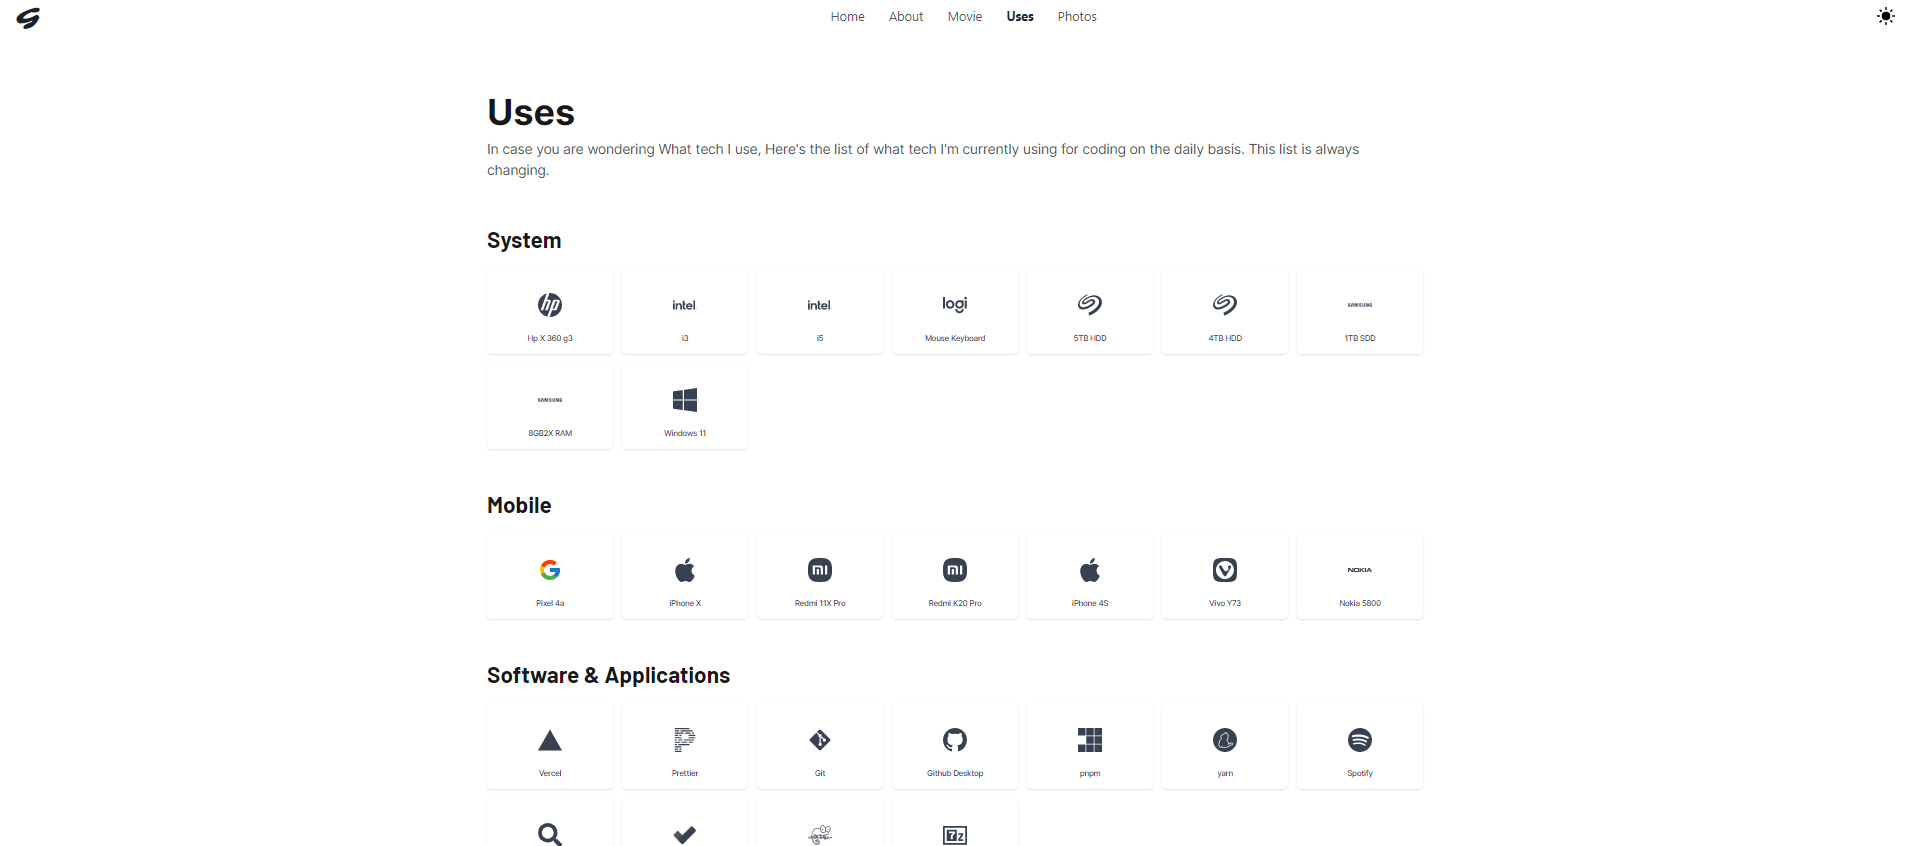 Home About Movie Uses Photos
Uses
In case you are wondering What tech I use, Here's the list of what tech I'm currently using for coding on the daily basis. This list is always
changing.
System
hp intel intel logi SAMSUNG
Hp X 360 g3 i3 i5 Mouse Keyboard 5TB HDD 4TB HDD 1TB SDD
SAMSUNG
8GB2X RAM Windows 11
Mobile
G mi mi NOKIA
Pixel 4a iPhone X Redmi 11X Pro Redmi K20 Pro iPhone 4S Vivo Y73 Nokia 5800
Software & Applications
Vercel Prettier Git Github Desktop pnpm yarn Spotify
7z